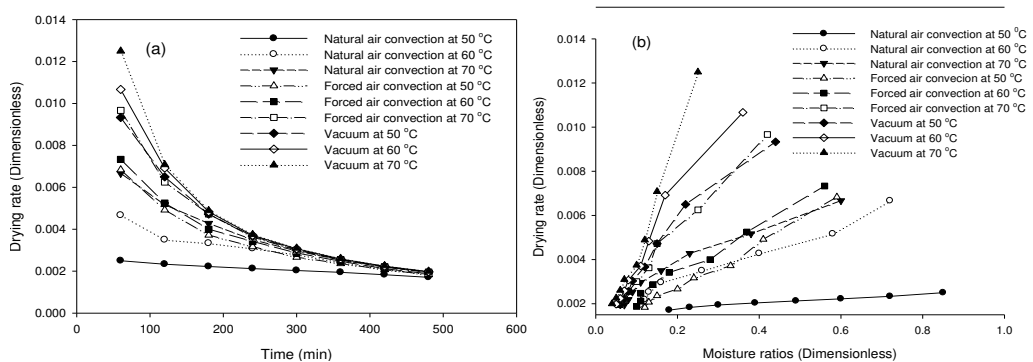 (a)
Natural air convection at 50 °C
Natural air convection at 60 °C
Natural air convection at 70 °C
Forced air convection at 50 °C
Forced air convection at 60 °C
Forced air convection at 70 °C
Vacuum at 50 °C
Vacuum at 60 °C
Vacuum at 70 °C
Drying rate (Dimensionless)
0.014
0.012
0.010
0.008
0.006
0.004
0.002
0.000
0
100
200
300
400
500
600
Time (min)
(b)
Natural air convection at 50 °C
Natural air convection at 60 °C
Natural air convection at 70 °C
Forced air convection at 50 °C
Forced air convection at 60 °C
Forced air convection at 70 °C
Vacuum at 50 °C
Vacuum at 60 °C
Vacuum at 70 °C
Drying rate (Dimensionless)
0.014
0.012
0.010
0.008
0.006
0.004
0.002
0.0
0.2
0.4
0.6
0.8
1.0
Moisture ratios (Dimensionless)